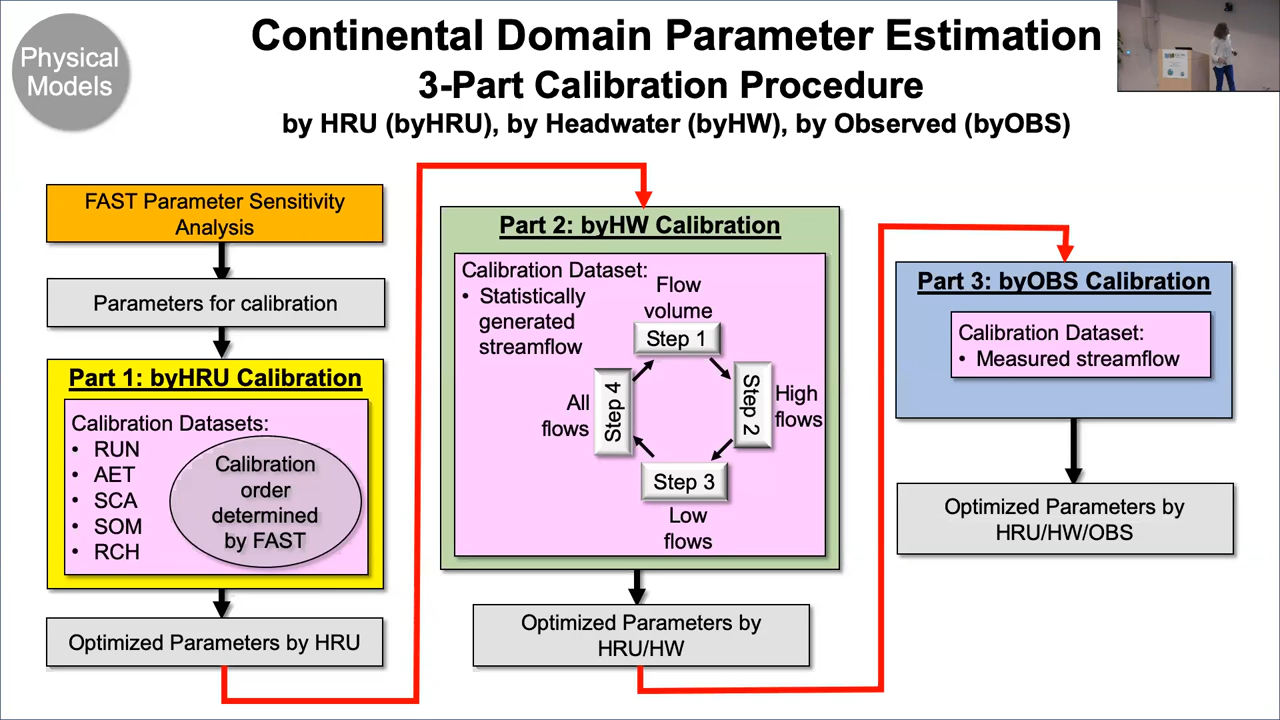 Physical
Models
Continental Domain Parameter Estimation
3-Part Calibration Procedure
by HRU (byHRU), by Headwater (byHW), by Observed (byOBS)
FAST Parameter Sensitivity
Analysis
Parameters for calibration
Part 1: byHRU Calibration
Calibration Datasets:
• RUN
• AET
• SCA
• SOM
• RCH
Calibration
order
determined
by FAST
Optimized Parameters by HRU
Part 2: byHW Calibration
Calibration Dataset:
• Statistically
generated
streamflow
Flow
volume
Step 1
Step 2
High
flows
Step 3
Low
flows
Step 4
All
flows
Optimized Parameters by
HRU/HW
Part 3: byOBS Calibration
Calibration Dataset:
• Measured streamflow
Optimized Parameters by
HRU/HW/OBS